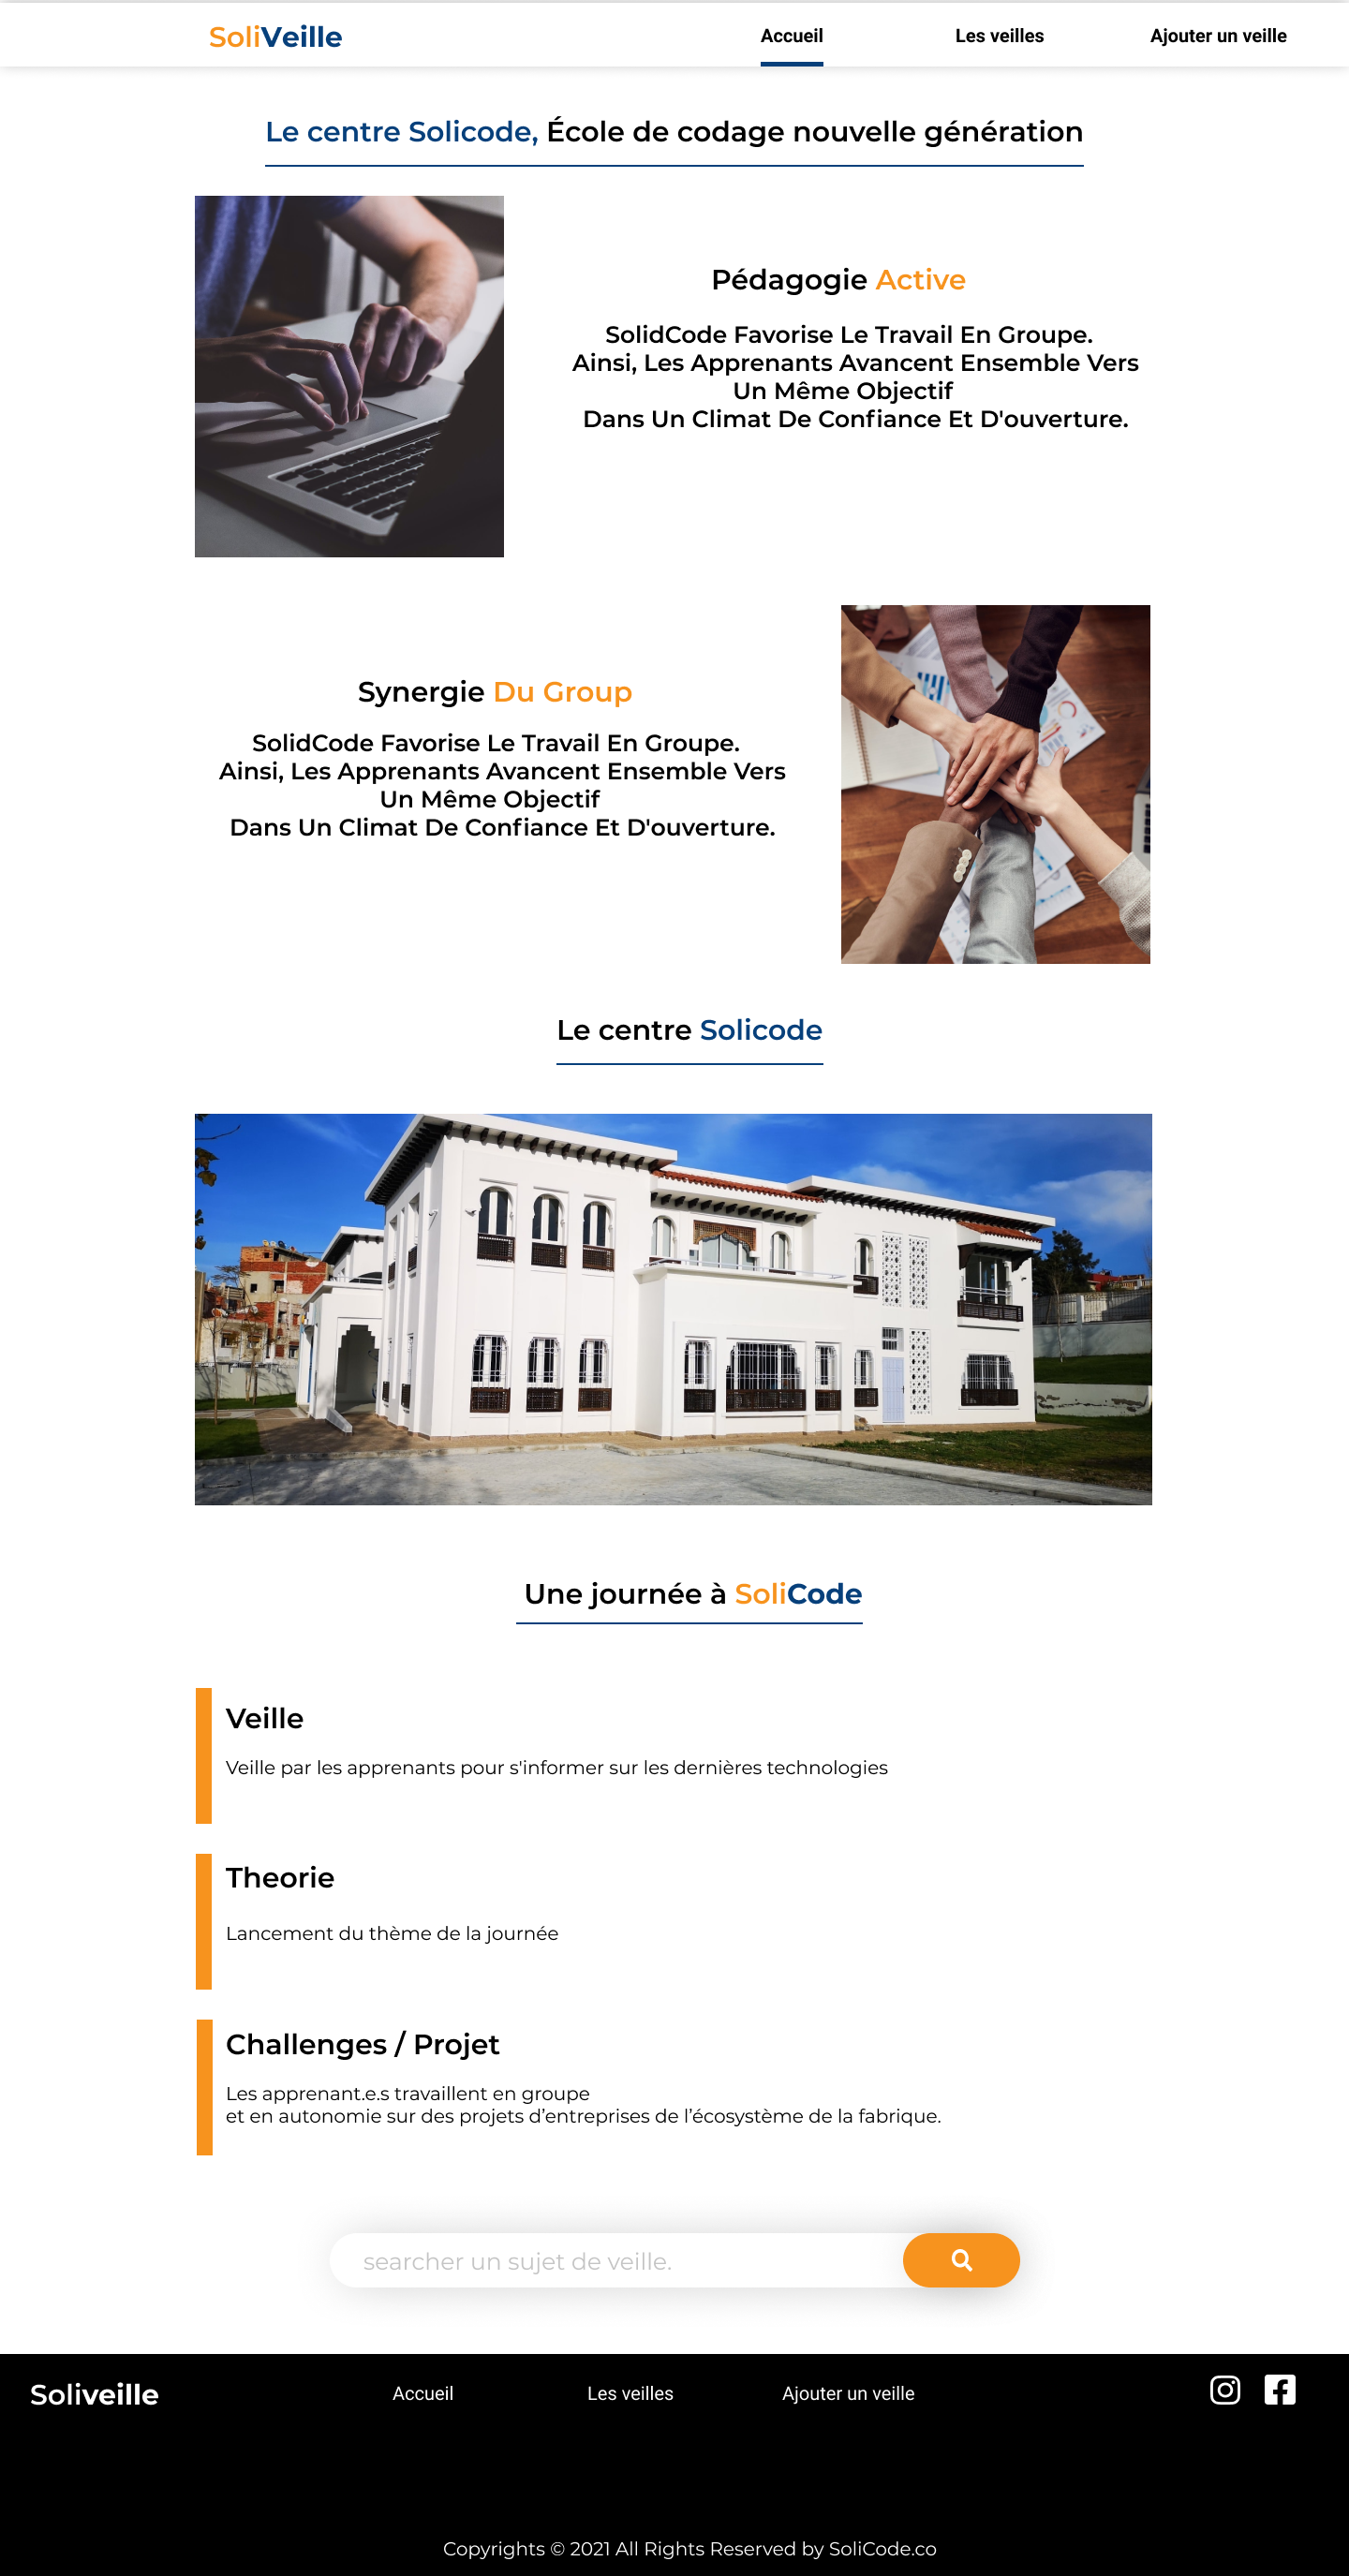 SoliVeille
Accueil
Les veilles
Ajouter un veille
Le centre Solicode, École de codage nouvelle génération
Pédagogie Active
SolidCode Favorise Le Travail En Groupe.
Ainsi, Les Apprenants Avancent Ensemble Vers
Un Même Objectif
Dans Un Climat De Confiance Et D'ouverture.
Synergie Du Group
SolidCode Favorise Le Travail En Groupe.
Ainsi, Les Apprenants Avancent Ensemble Vers
Un Même Objectif
Dans Un Climat De Confiance Et D'ouverture.
Le centre Solicode
Une journée à SoliCode
Veille
Veille par les apprenants pour s'informer sur les dernières technologies
Theorie
Lancement du thème de la journée
Challenges / Projet
Les apprenant.e.s travaillent en groupe
et en autonomie sur des projets d’entreprises de l’écosystème de la fabrique.
searcher un sujet de veille.
Soliveille
Accueil
Les veilles
Ajouter un veille
Copyrights © 2021 All Rights Reserved by SoliCode.co